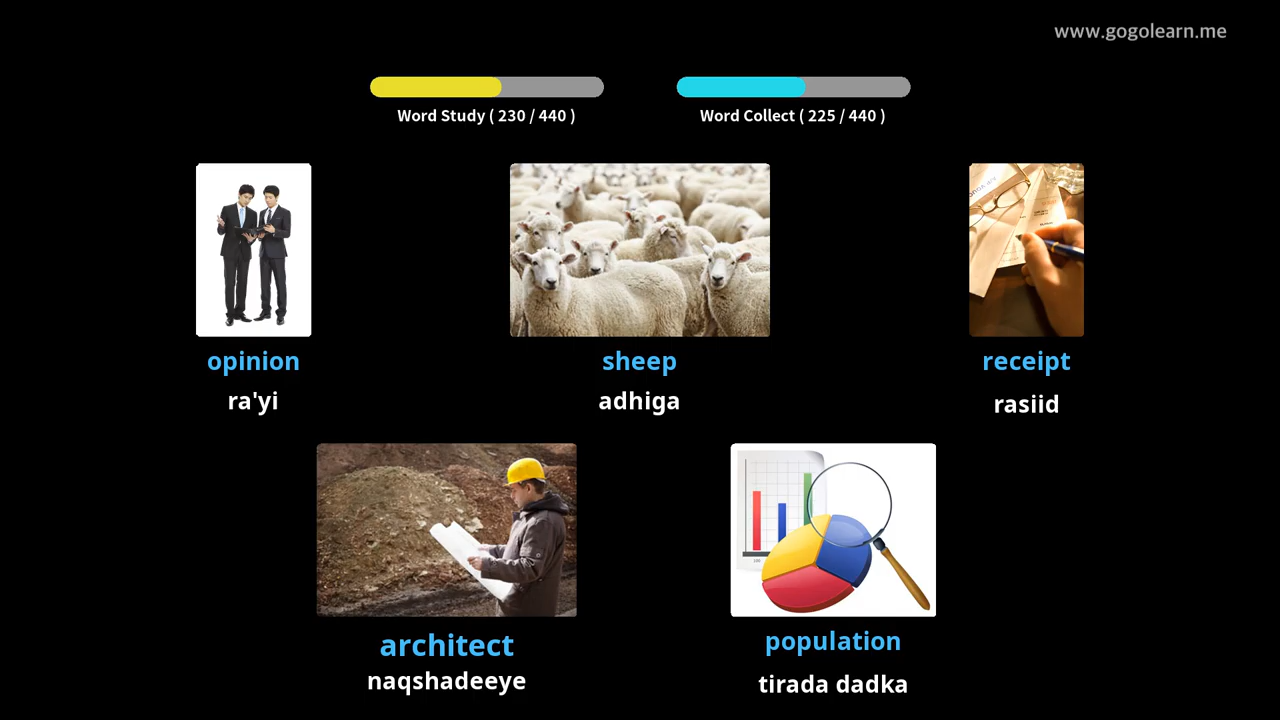 www.gogolearn.me
Word Study ( 230 / 440 )
Word Collect ( 225 / 440 )
opinion
ra'yi
sheep
adhiga
receipt
rasiid
architect
naqshadeeye
population
tirada dadka